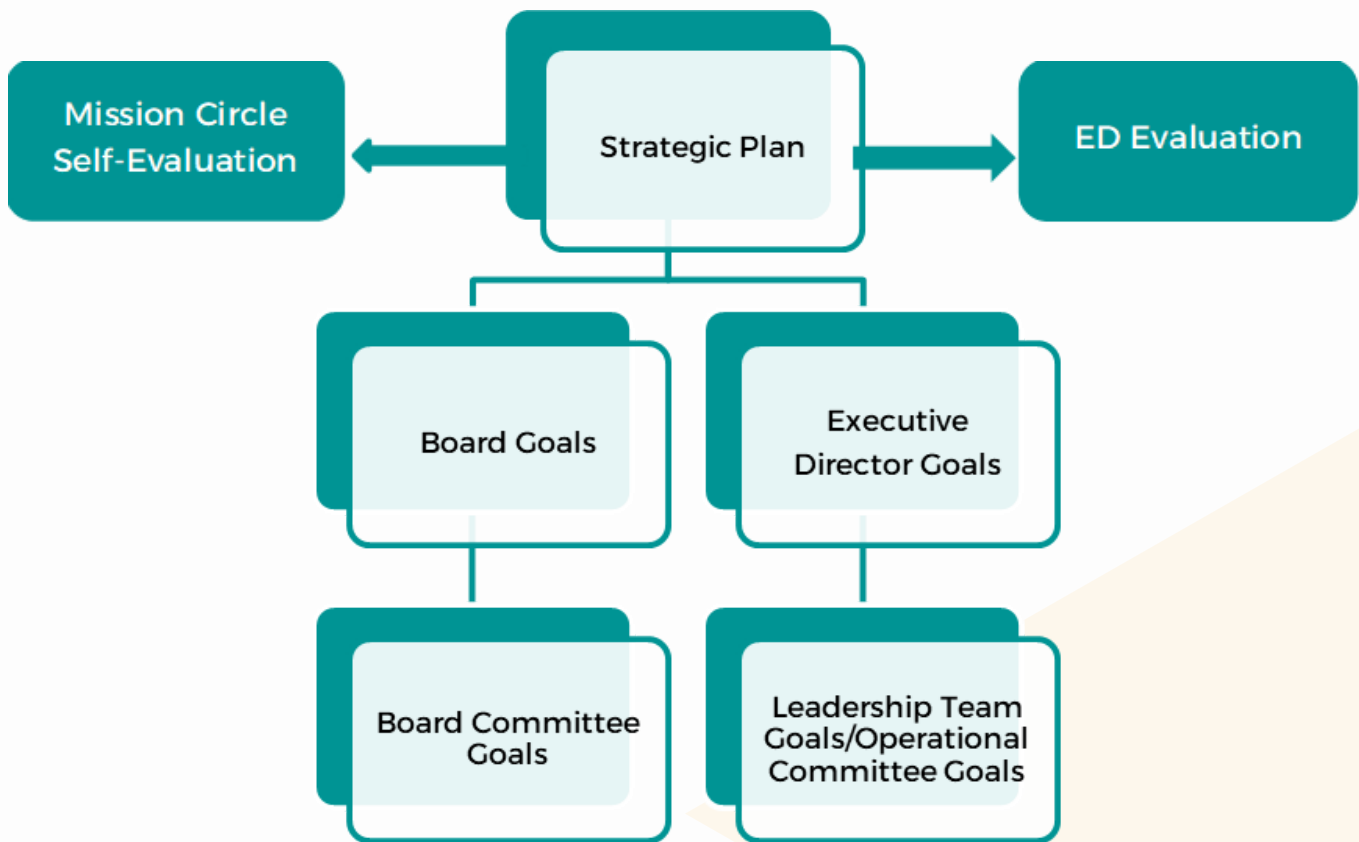 Mission Circle
Self-Evaluation
Strategic Plan
ED Evaluation
Board Goals
Executive
Director Goals
Board Committee
Goals
Leadership Team
Goals/Operational
Committee Goals